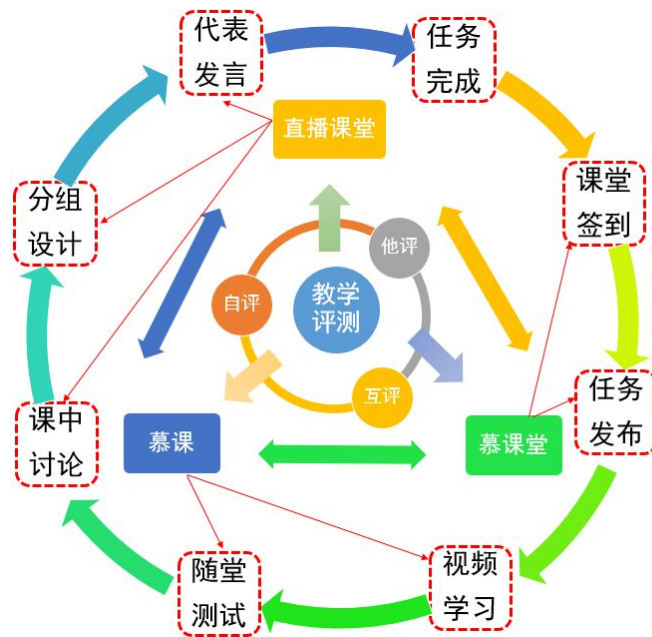 代表
发言
任务
完成
直播课堂
课堂
签到
分组
设计
他评
自评
教学
评测
互评
任务
发布
课中
讨论
慕课
慕课堂
随堂
测试
视频
学习